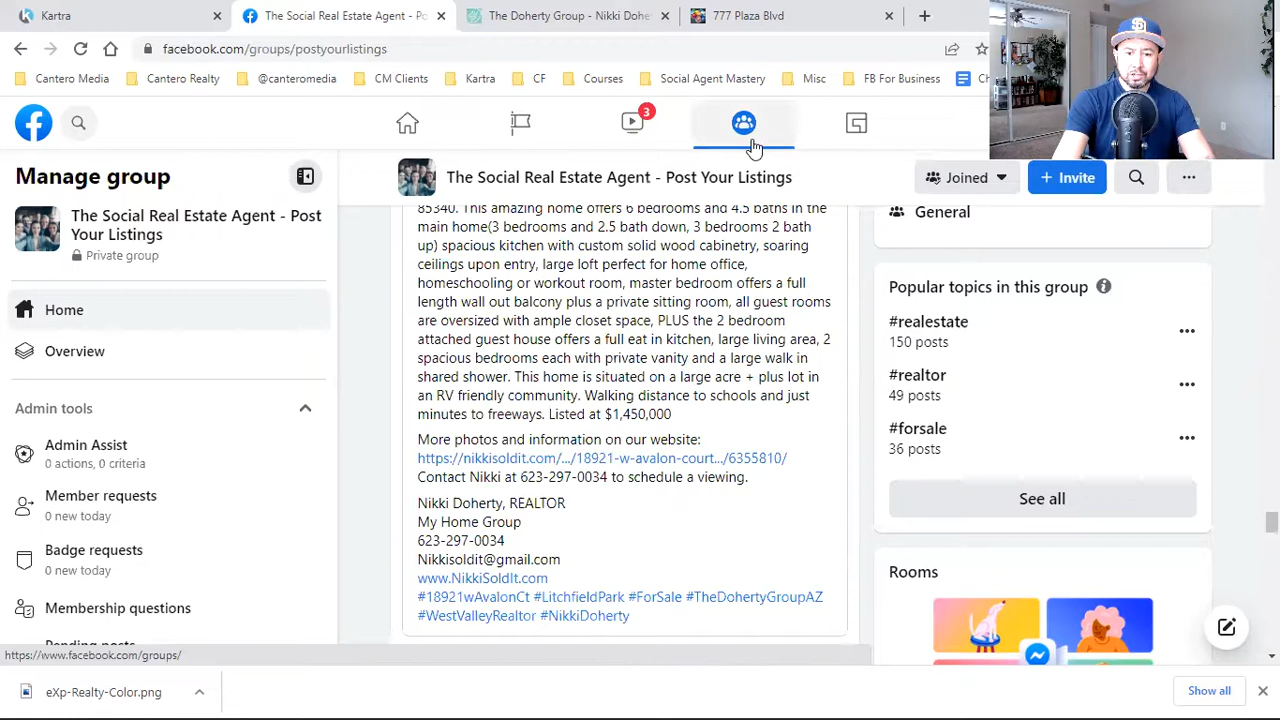 Kartra
The Social Real Estate Agent - Po
The Doherty Group - Nikki Dohe
777 Plaza Blvd
facebook.com/groups/postyourlistings
Cantero Media
Cantero Realty
@canteromedia
CM Clients
Kartra
CF
Courses
Social Agent Mastery
Misc
FB For Business
Ch
3
Manage group
The Social Real Estate Agent - Post
Your Listings
Private group
Home
Overview
Admin tools
Admin Assist
0 actions, 0 criteria
Member requests
0 new today
Badge requests
0 new today
Membership questions
The Social Real Estate Agent - Post Your Listings
Joined
+ Invite
85340. This amazing home offers 6 bedrooms and 4.5 baths in the
main home(3 bedrooms and 2.5 bath down, 3 bedrooms 2 bath
up) spacious kitchen with custom solid wood cabinetry, soaring
ceilings upon entry, large loft perfect for home office,
homeschooling or workout room, master bedroom offers a full
length wall out balcony plus a private sitting room, all guest rooms
are oversized with ample closet space, PLUS the 2 bedroom
attached guest house offers a full eat in kitchen, large living area, 2
spacious bedrooms each with private vanity and a large walk in
shared shower. This home is situated on a large acre + plus lot in
an RV friendly community. Walking distance to schools and just
minutes to freeways. Listed at $1,450,000
More photos and information on our website:
https://nikkisoldit.com/.../18921-w-avalon-court.../6355810/
Contact Nikki at 623-297-0034 to schedule a viewing.
Nikki Doherty, REALTOR
My Home Group
623-297-0034
Nikkisoldit@gmail.com
www.NikkiSoldIt.com
#18921wAvalonCt #LitchfieldPark #ForSale #TheDohertyGroupAZ
#WestValleyRealtor #NikkiDoherty
General
Popular topics in this group
#realestate
150 posts
#realtor
49 posts
#forsale
36 posts
See all
Rooms
https://www.facebook.com/groups/
eXp-Realty-Color.png
Show all